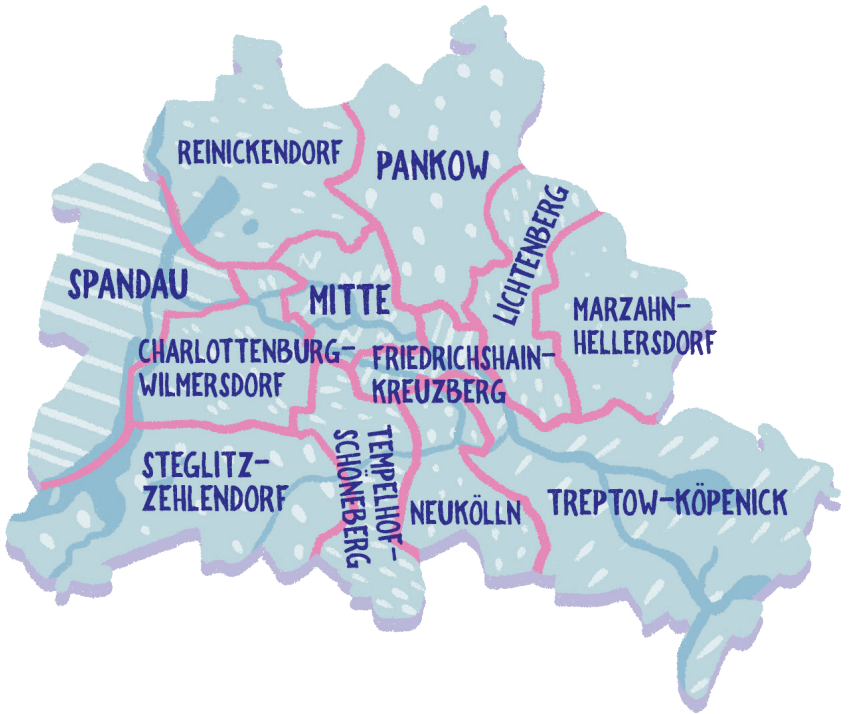 REINICKENDORF
PANKOW
LICHTENBERG
SPANDAU
MITTE
MARZAHN-
HELLERSDORF
CHARLOTTENBURG-
WILMERSDORF
FRIEDRICHSHAIN-
KREUZBERG
STEGLITZ-
ZEHLENDORF
TEMPELHOF-
SCHÖNEBERG
NEUKÖLLN
TREPTOW-KÖPENICK